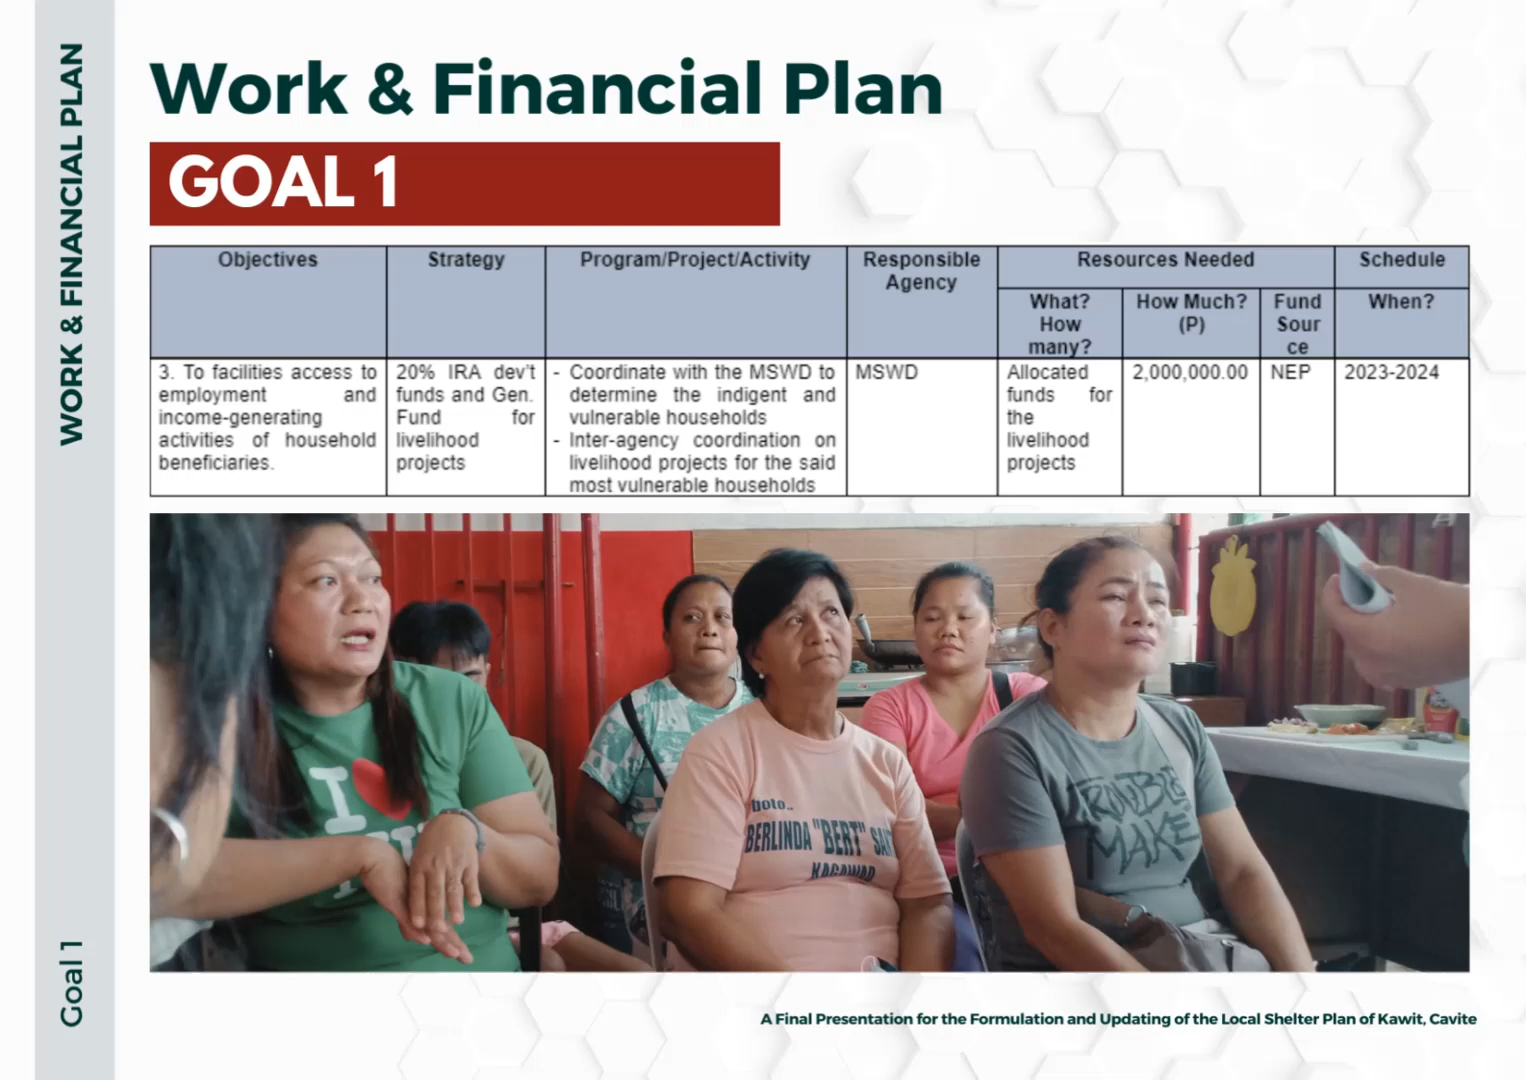 WORK & FINANCIAL PLAN
Goal 1
Work & Financial Plan
GOAL 1
Objectives
Strategy
Program/Project/Activity
Responsible
Agency
Resources Needed
Schedule
What?
How
many?
How Much?
(P)
Fund
Sour
ce
When?
3. To facilities access to
employment and
income-generating
activities of household
beneficiaries.
20% IRA dev't
funds and Gen.
Fund for
livelihood
projects
- Coordinate with the MSWD to
determine the indigent and
vulnerable households
- Inter-agency coordination on
livelihood projects for the said
most vulnerable households
MSWD
Allocated
funds for
the
livelihood
projects
2,000,000.00
NEP
2023-2024
I
boto..
BERLINDA "BERT"
KAGAWAD
TROUBLE
MAKE
A Final Presentation for the Formulation and Updating of the Local Shelter Plan of Kawit, Cavite